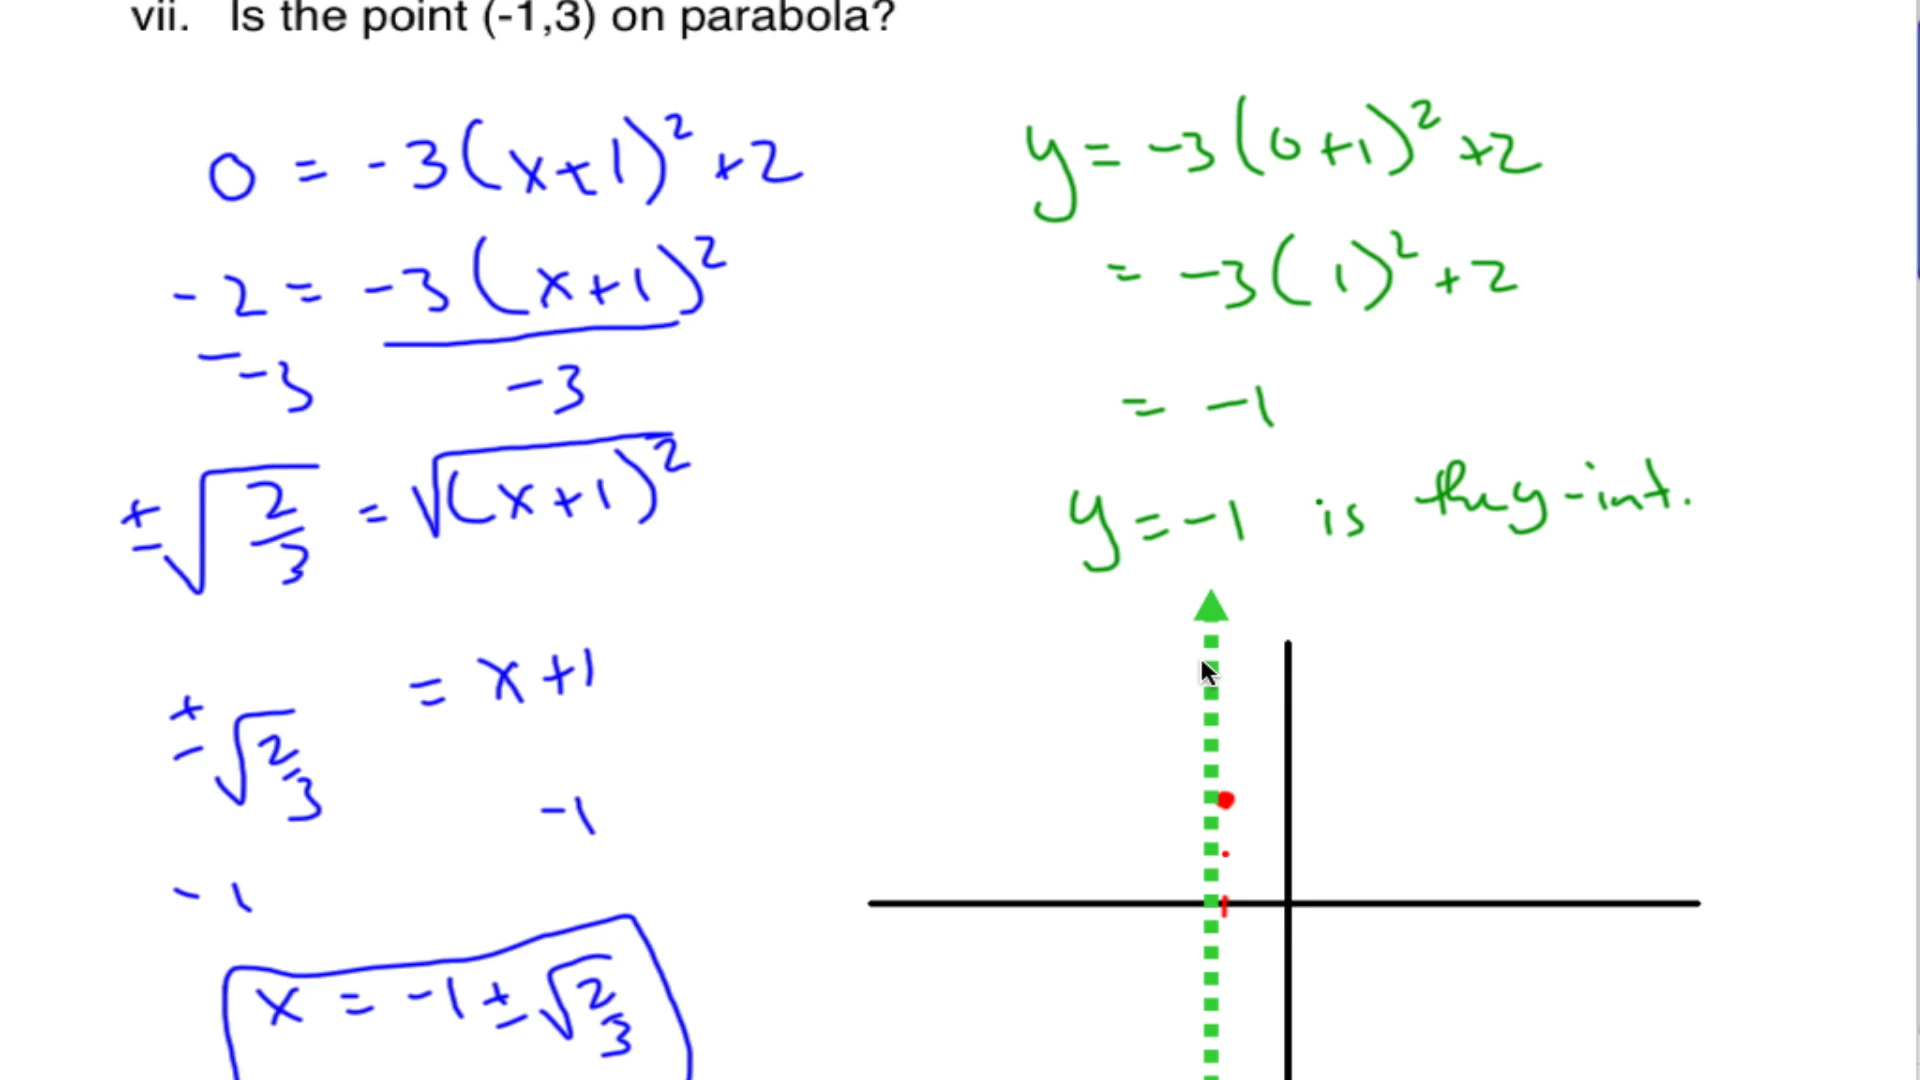 vii. Is the point (-1,3) on parabola?
0 = -3(x+1)² +2
-2 = -3(x+1)²
--3 -3
±√2/3 = √(x+1)²
±√2/3 = x+1
-1
-1
x = -1 ± √2/3
y = -3(0+1)² +2
= -3(1)² +2
= -1
y = -1 is the y-int.